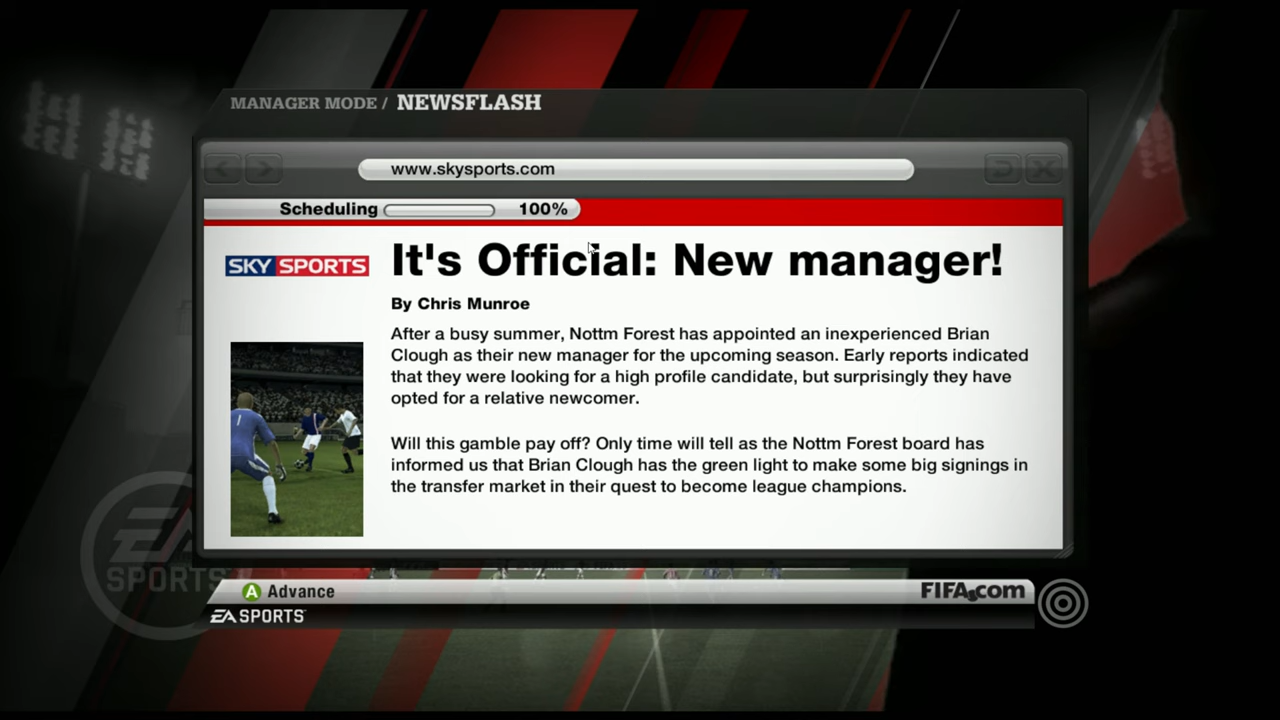 MANAGER MODE / NEWSFLASH
www.skysports.com
Scheduling 100%
SKY SPORTS
It's Official: New manager!
By Chris Munroe
After a busy summer, Nottm Forest has appointed an inexperienced Brian
Clough as their new manager for the upcoming season. Early reports indicated
that they were looking for a high profile candidate, but surprisingly they have
opted for a relative newcomer.
Will this gamble pay off? Only time will tell as the Nottm Forest board has
informed us that Brian Clough has the green light to make some big signings in
the transfer market in their quest to become league champions.
1
EA
SPORTS
A Advance
FIFA.com
EA SPORTS